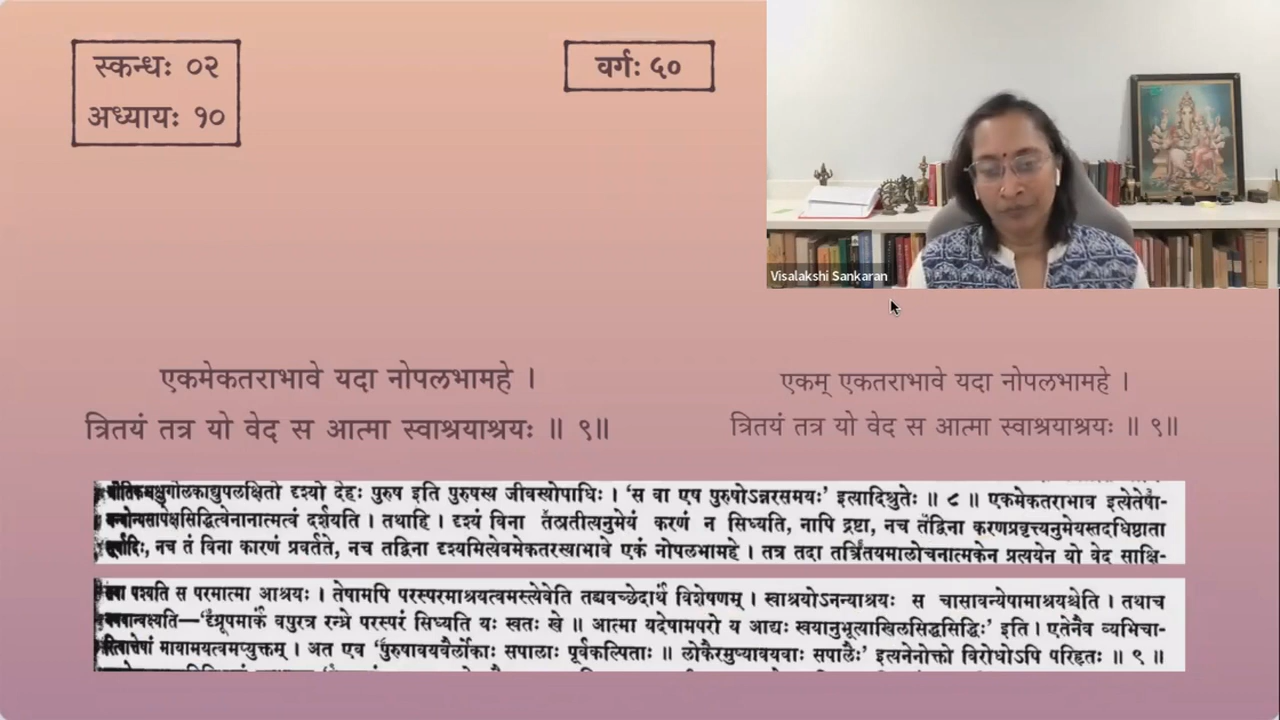 स्कन्धः ०२
अध्यायः १०
वर्गः ५०
Visalakshi Sankaran
एकमेकतराभावे यदा नोपलभामहे ।
त्रितयं तत्र यो वेद स आत्मा स्वाश्रयाश्रयः ॥ ९॥
एकम् एकतराभावे यदा नोपलभामहे ।
त्रितयं तत्र यो वेद स आत्मा स्वाश्रयाश्रयः ॥ ९॥
दृश्यो देहः पुरुष इति पुरुषस्य जीवस्योपाधिः । ‘स वा एष पुरुषोऽन्नरसमयः’ इत्यादिश्रुतेः ॥ ८ ॥ एकमेकतराभाव इत्येतेषा-
दर्शयति । तथाहि । दृश्यं विना तत्प्रतीत्यनुमेयं करणं न सिध्यति, नापि द्रष्टा, नच तद्विना करणप्रवृत्त्यनुमेयस्तदधिष्ठाता
नच तं विना कारणं प्रवर्तते, नच तद्विना दृश्यमित्येवमेकतरस्याभावे एकं नोपलभामहे । तत्र तदा तत्त्रितयमालोचनात्मकेन प्रत्ययेन यो वेद साक्षि-
पश्यति स परमात्मा आश्रयः । तेषामपि परस्परमाश्रयत्वमस्त्येवेति तद्व्यवच्छेदार्थं विशेषणम् । स्वाश्रयोऽनन्याश्रयः स चासावन्येषामाश्रयश्चेति । तथाच
‘दृग्रूपमार्कं वपुरत्र रन्ध्रे परस्परं सिध्यति यः स्वतः खे ॥ आत्मा यदेषामपरो य आद्यः स्वयानुभूत्याखिलसिद्धसिद्धिः’ इति । एतेनैव व्यभिचा-
मायामयत्वमप्युक्तम् । अत एव ‘पुरुषावयवैर्लोकाः सपालाः पूर्वकल्पिताः ॥ लोकैरमुष्यावयवाः सपालैः’ इत्यनेनोक्तो विरोधोऽपि परिहृतः ॥ ९ ॥